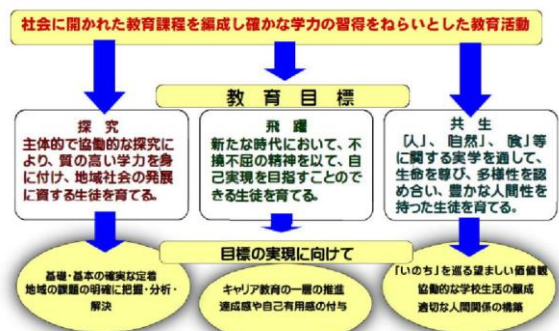 社会に開かれた教育課程を編成し確かな学力の習得をねらいとした教育活動
教育目標
探究
主体的で協働的な探究に
より、質の高い学力を身
に付け、地域社会の発展
に資する生徒を育てる。
飛躍
新たな時代において、不
撓不屈の精神を以て、自
己実現を目指すことので
きる生徒を育てる。
共生
「人」、「自然」、「食」等
に関する実学を通して、
生命を尊び、多様性を認
め合い、豊かな人間性を
持った生徒を育てる。
目標の実現に向けて
基礎・基本の確実な定着
地域の課題の明確に把握・分析・
解決
キャリア教育の一層の推進
達成感や自己有用感の付与
「いのち」を巡る望ましい価値観
協働的な学校生活の醸成
適切な人間関係の構築